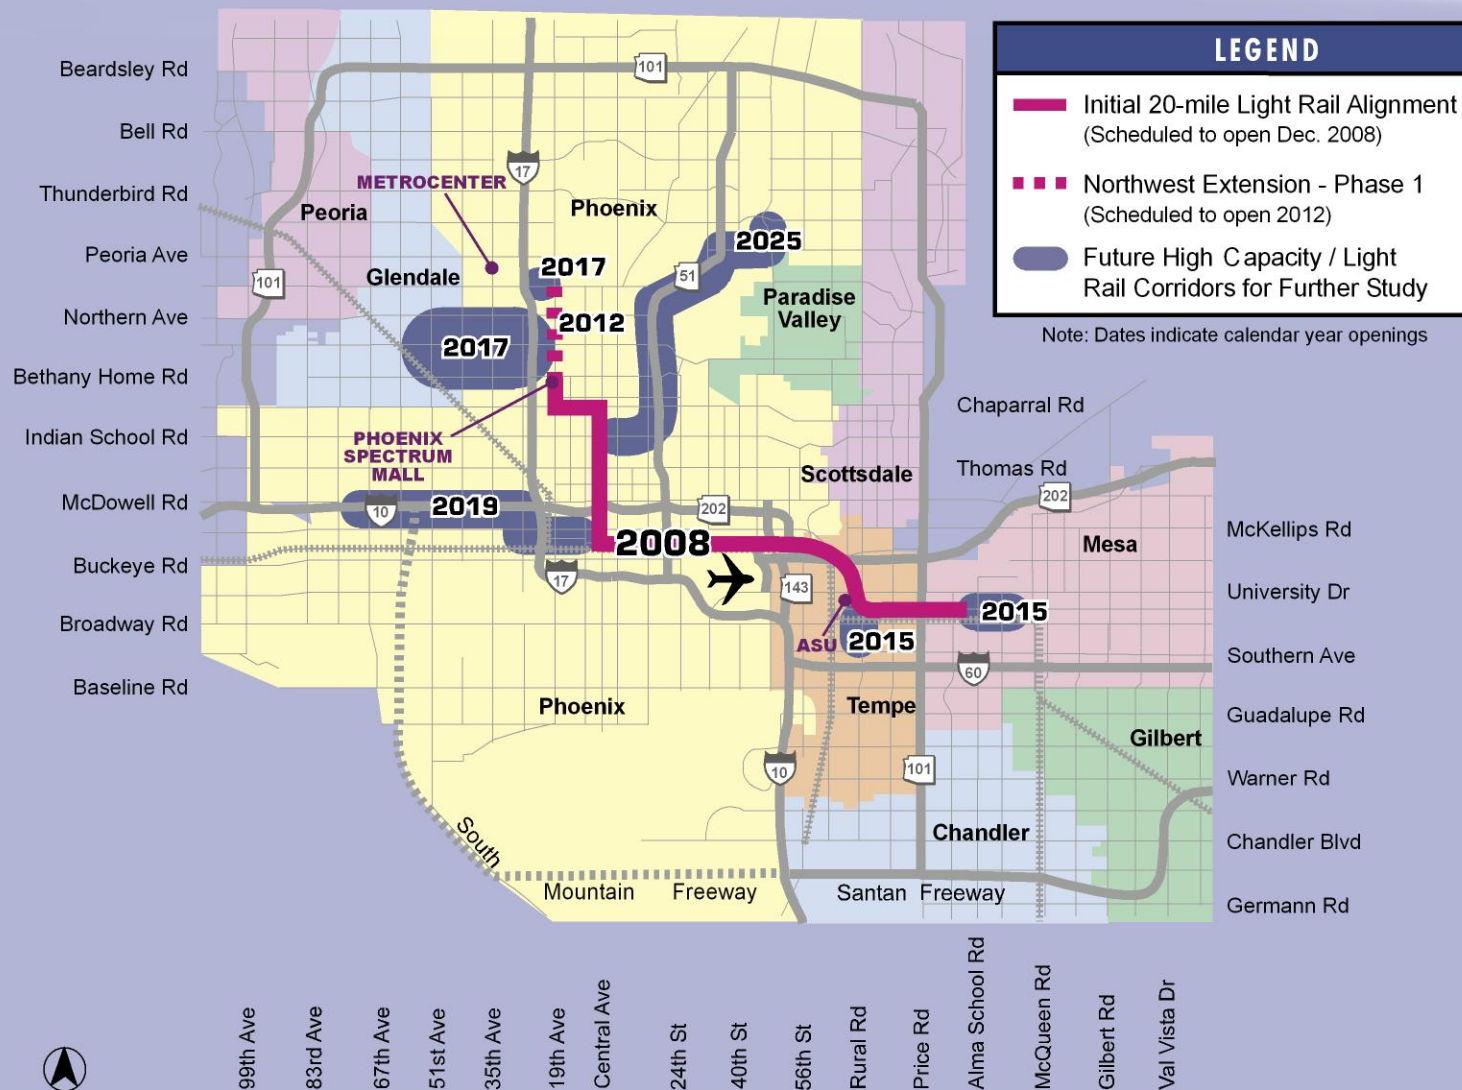 LEGEND
Initial 20-mile Light Rail Alignment
(Scheduled to open Dec. 2008)
Northwest Extension - Phase 1
(Scheduled to open 2012)
Future High Capacity / Light
Rail Corridors for Further Study
Note: Dates indicate calendar year openings
Beardsley Rd
Bell Rd
Thunderbird Rd
Peoria Ave
Northern Ave
Bethany Home Rd
Indian School Rd
McDowell Rd
Buckeye Rd
Broadway Rd
Baseline Rd
101
17
METROCENTER
Peoria
Phoenix
2025
Glendale
2017
51
101
Paradise
Valley
2012
2017
PHOENIX
SPECTRUM
MALL
Scottsdale
10
2019
202
2008
17
143
ASU
2015
2015
60
Phoenix
Tempe
Mesa
202
Gilbert
10
101
Chandler
South
Mountain Freeway
Santan Freeway
Chaparral Rd
Thomas Rd
McKellips Rd
University Dr
Southern Ave
Guadalupe Rd
Warner Rd
Chandler Blvd
Germann Rd
99th Ave
83rd Ave
67th Ave
51st Ave
35th Ave
19th Ave
Central Ave
24th St
40th St
56th St
Rural Rd
Price Rd
Alma School Rd
McQueen Rd
Gilbert Rd
Val Vista Dr